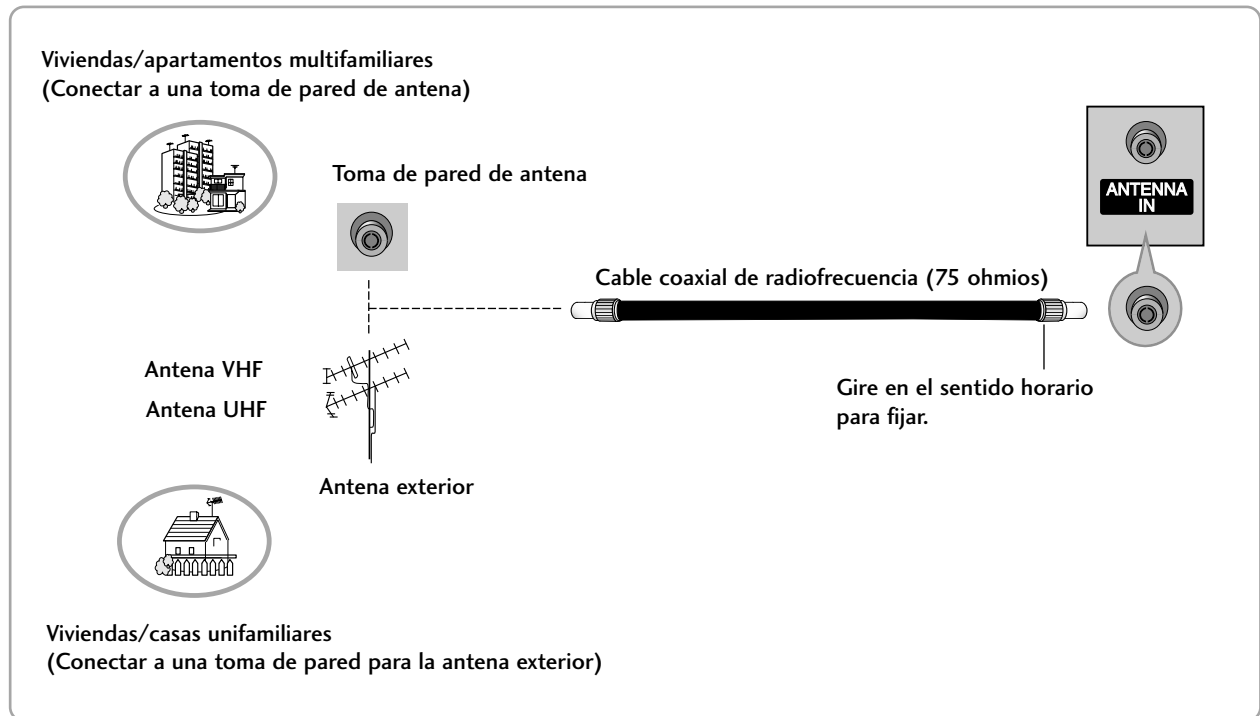 Viviendas/apartamentos multifamiliares
(Conectar a una toma de pared de antena)
Toma de pared de antena
ANTENNA
IN
Cable coaxial de radiofrecuencia (75 ohmios)
Antena VHF
Antena UHF
Gire en el sentido horario
para fijar.
Antena exterior
Viviendas/casas unifamiliares
(Conectar a una toma de pared para la antena exterior)